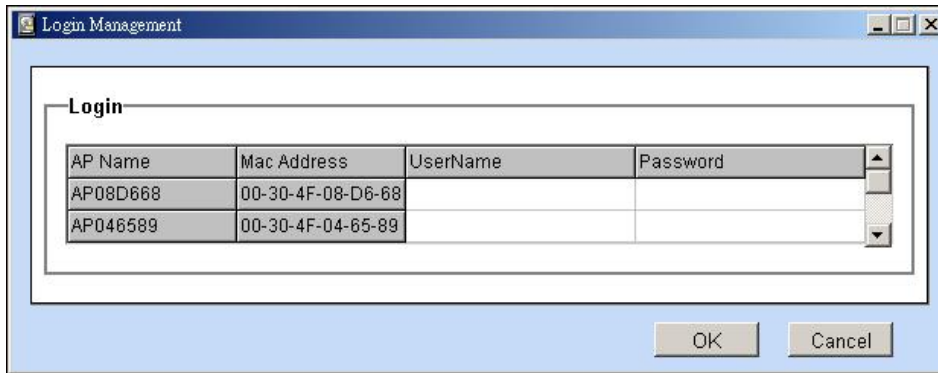 Login Management
Login
AP Name Mac Address UserName Password
AP08D668 00-30-4F-08-D6-68
AP046589 00-30-4F-04-65-89
OK Cancel